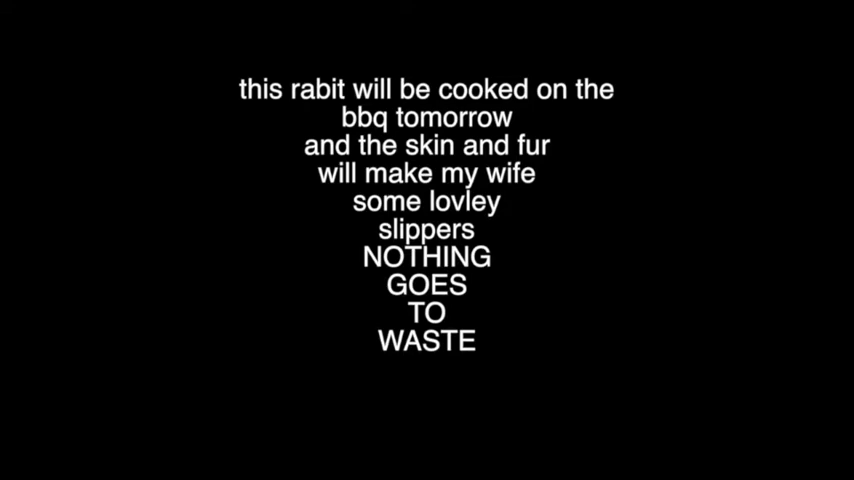 this rabit will be cooked on the
bbq tomorrow
and the skin and fur
will make my wife
some lovley
slippers
NOTHING
GOES
TO
WASTE